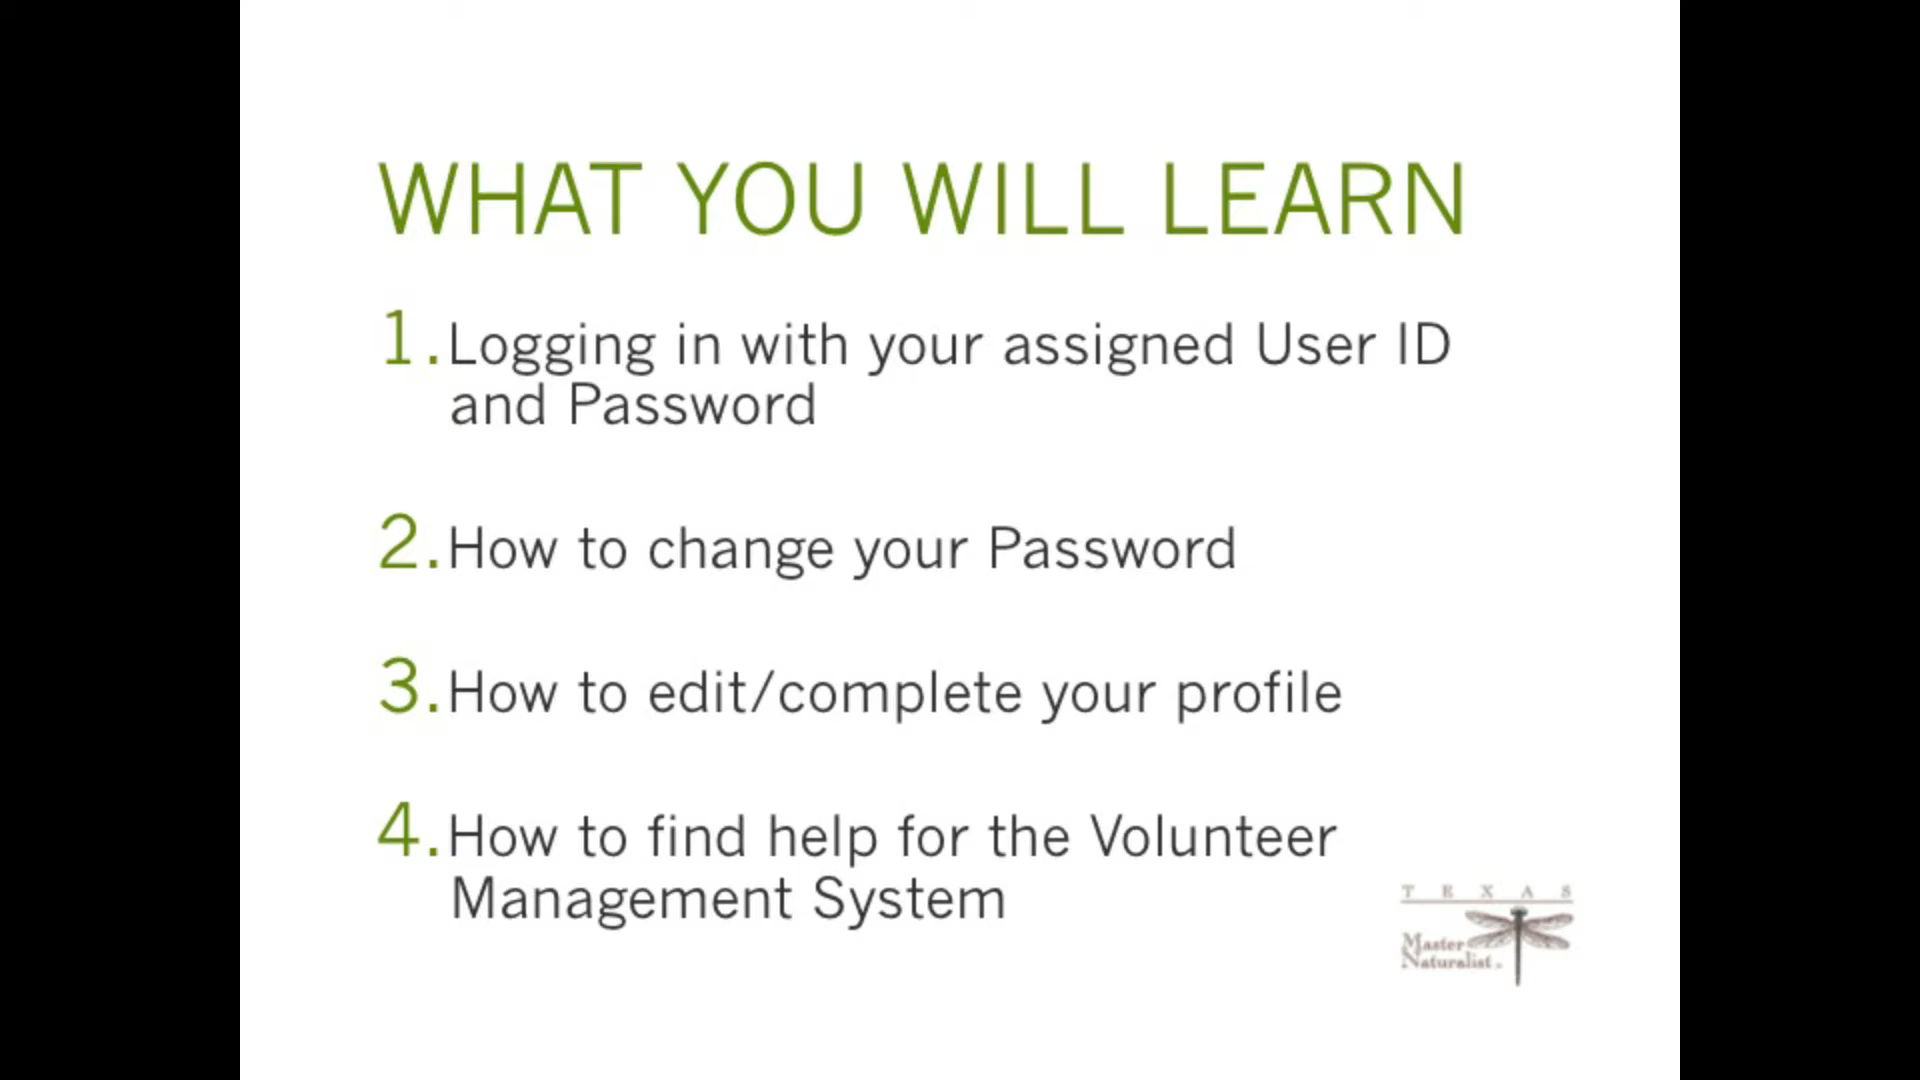 WHAT YOU WILL LEARN
1. Logging in with your assigned User ID
and Password
2. How to change your Password
3. How to edit/complete your profile
4. How to find help for the Volunteer
Management System
TEXAS
Master
Naturalist